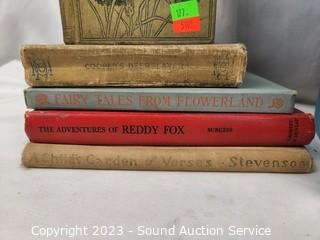 COOPER'S DEERSLAYER
FAIRY TALES FROM FLOWERLAND
THE ADVENTURES OF REDDY FOX BURGESS
A Child's Garden of Verses - Stevenson
Copyright © 2023 - Sound Auction Service